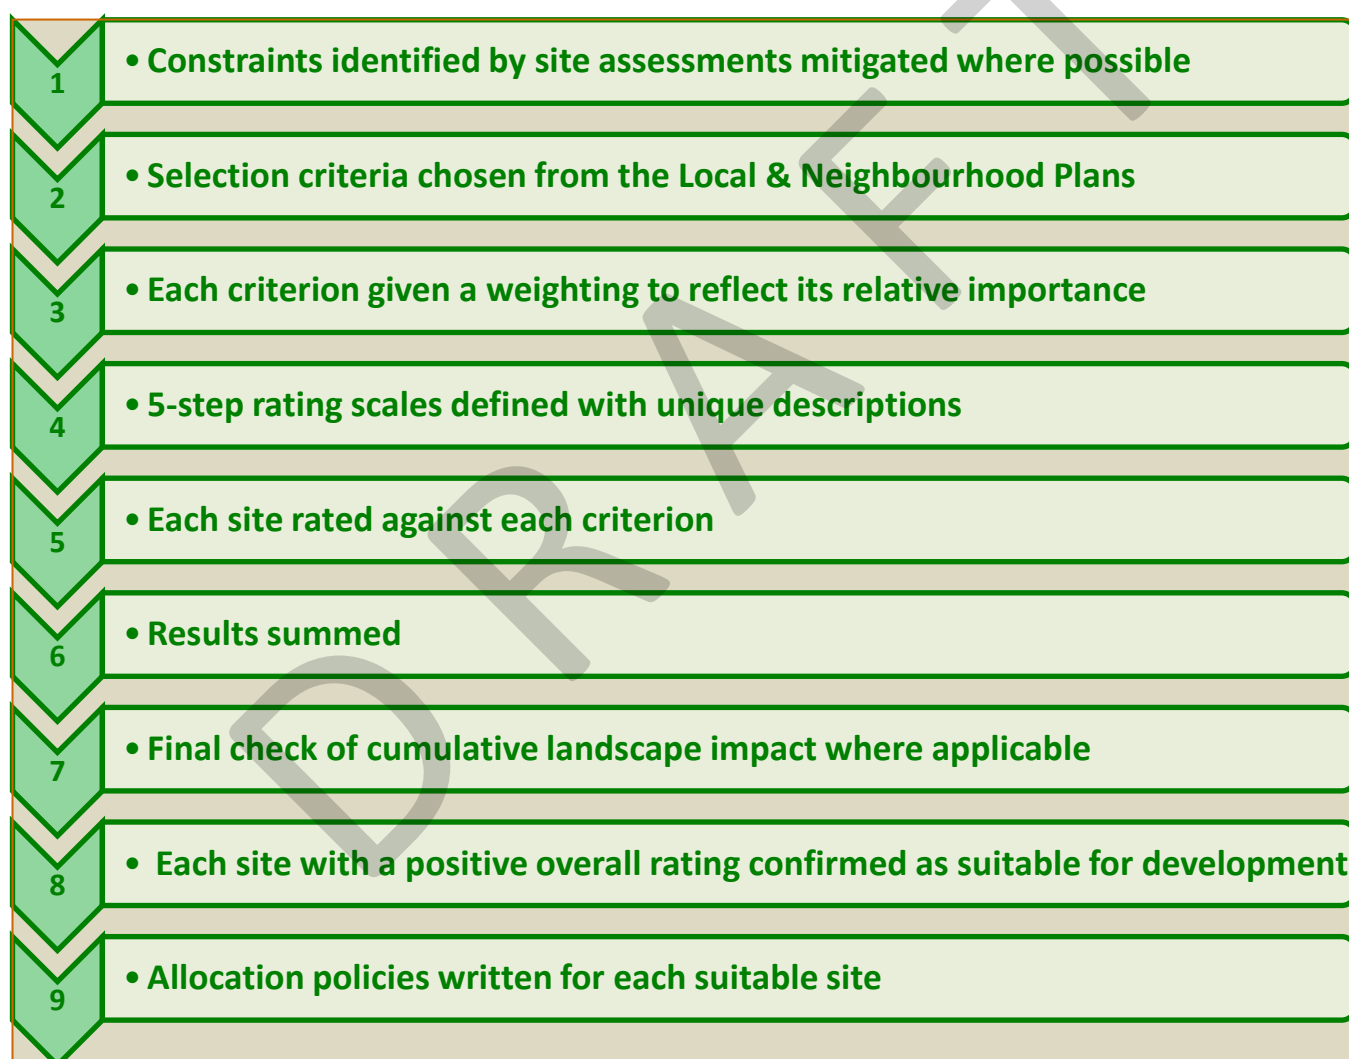 1
• Constraints identified by site assessments mitigated where possible
2
• Selection criteria chosen from the Local & Neighbourhood Plans
3
• Each criterion given a weighting to reflect its relative importance
4
• 5-step rating scales defined with unique descriptions
5
• Each site rated against each criterion
6
• Results summed
7
• Final check of cumulative landscape impact where applicable
8
• Each site with a positive overall rating confirmed as suitable for development
9
• Allocation policies written for each suitable site
DRAFT